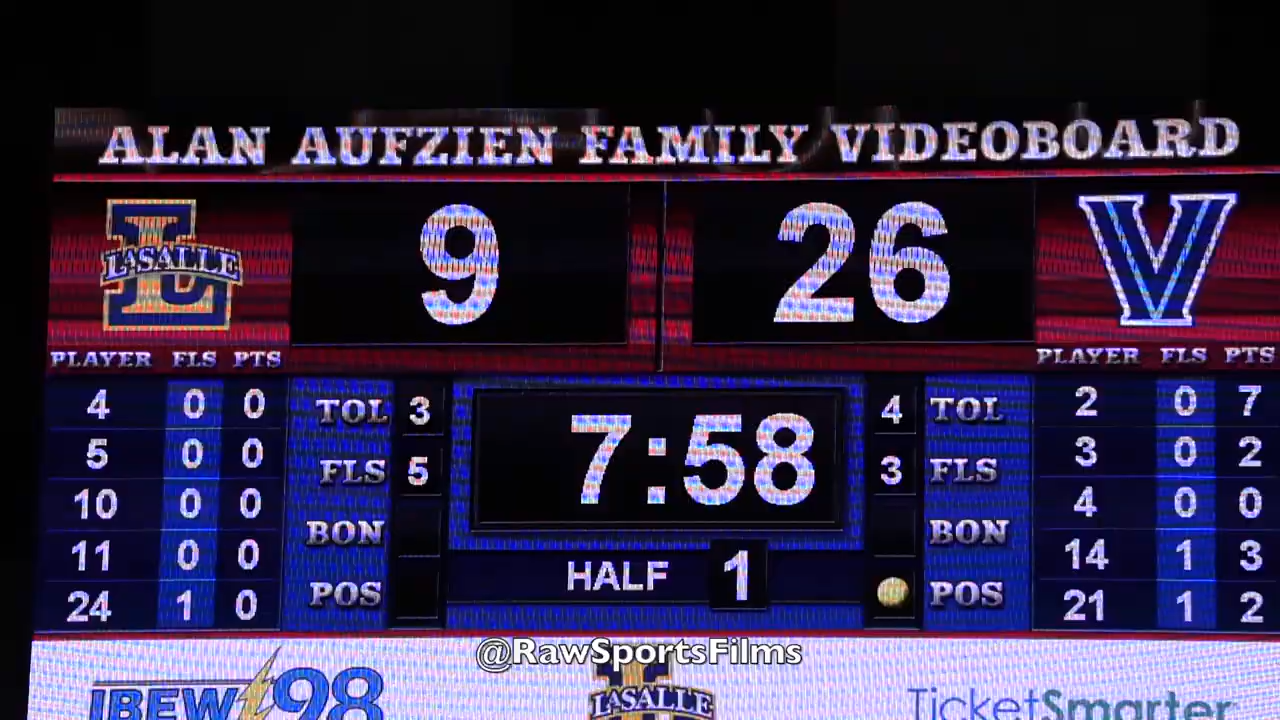 ALAN AUFZIEN FAMILY VIDEOBOARD
L
LASALLE
9
26
V
PLAYER FLS PTS
PLAYER FLS PTS
4 0 0
5 0 0
10 0 0
11 0 0
24 1 0
TOL 3
FLS 5
BON
POS
7:58
HALF 1
4 TOL
3 FLS
BON
POS
2 0 7
3 0 2
4 0 0
14 1 3
21 1 2
@RawSportsFilms
IBEW 98
LASALLE
TicketSmarter